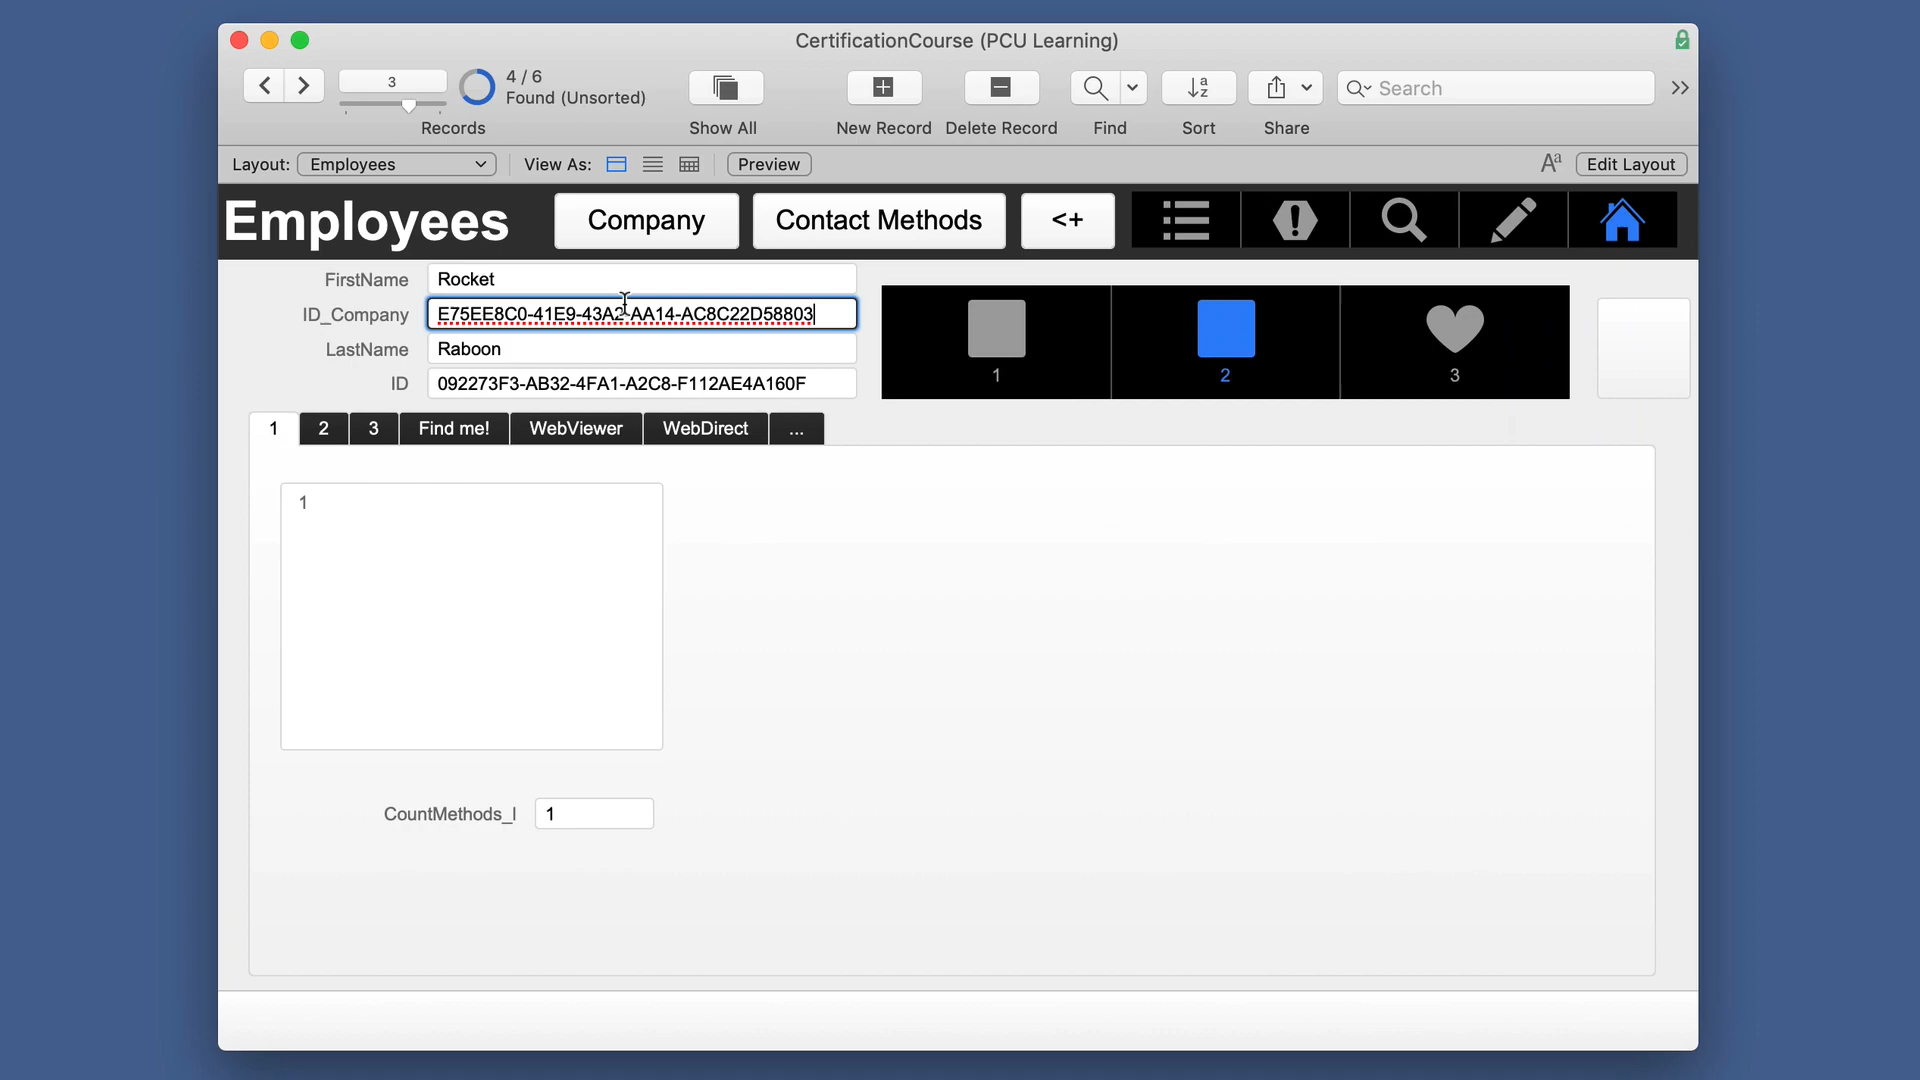 CertificationCourse (PCU Learning)
3
4 / 6
Found (Unsorted)
Records
Show All
New Record
Delete Record
Find
Sort
Share
Search
Layout: Employees
View As:
Preview
Aa
Edit Layout
Employees
Company
Contact Methods
<+
FirstName Rocket
ID_Company E75EE8C0-41E9-43A2-AA14-AC8C22D58803
LastName Raboon
ID 092273F3-AB32-4FA1-A2C8-F112AE4A160F
1
2
3
1 2 3 Find me! WebViewer WebDirect ...
1
CountMethods_I 1